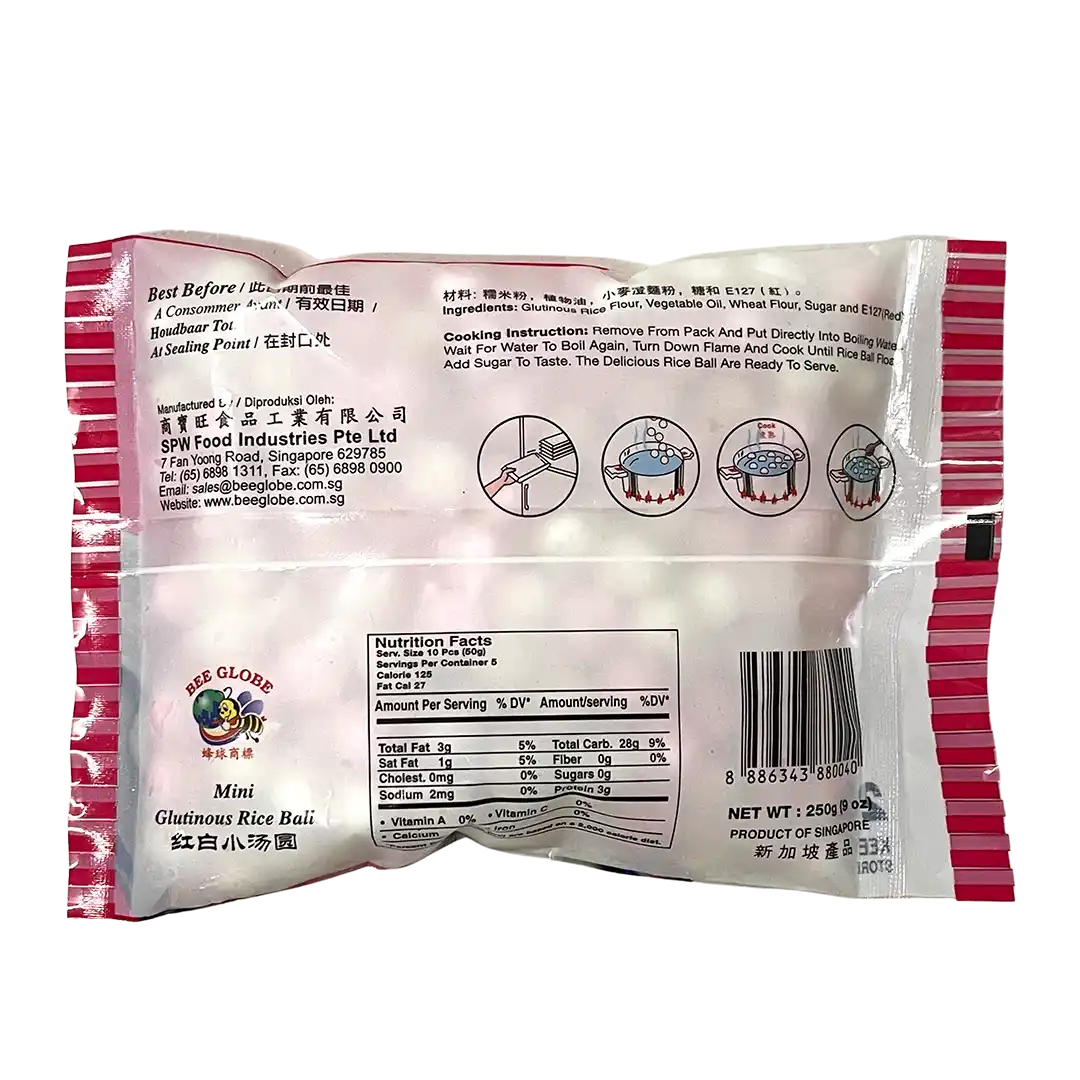 Best Before / 此日期前最佳
A Consommer Avant / 有效日期 /
Houdbaar Tot
At Sealing Point / 在封口处
Manufactured By / Diproduksi Oleh:
商寶旺食品工業有限公司
SPW Food Industries Pte Ltd
7 Fan Yoong Road, Singapore 629785
Tel: (65) 6898 1311, Fax: (65) 6898 0900
Email: sales@beeglobe.com.sg
Website: www.beeglobe.com.sg
材料: 糯米粉, 植物油, 小麥澄麵粉, 糖和 E127 (紅)。
Ingredients: Glutinous Rice Flour, Vegetable Oil, Wheat Flour, Sugar and E127(Red)
Cooking Instruction: Remove From Pack And Put Directly Into Boiling Water
Wait For Water To Boil Again, Turn Down Flame And Cook Until Rice Ball Floa
Add Sugar To Taste. The Delicious Rice Ball Are Ready To Serve.
Cook
BEE GLOBE
蜂球商標
Mini
Glutinous Rice Ball
红白小汤圆
Nutrition Facts
Serv. Size 10 Pcs (50g)
Servings Per Container 5
Calorie 125
Fat Cal 27
Amount Per Serving % DV* Amount/serving %DV*
Total Fat 3g 5% Total Carb. 28g 9%
Sat Fat 1g 5% Fiber 0g 0%
Cholest. 0mg 0% Sugars 0g
Sodium 2mg 0% Protein 3g
• Vitamin A 0% • Vitamin C 0%
• Calcium Iron 0%
are based on a 2,000 calorie diet.
8 886343 880040
NET WT : 250g (9 oz)
PRODUCT OF SINGAPORE
新加坡產品